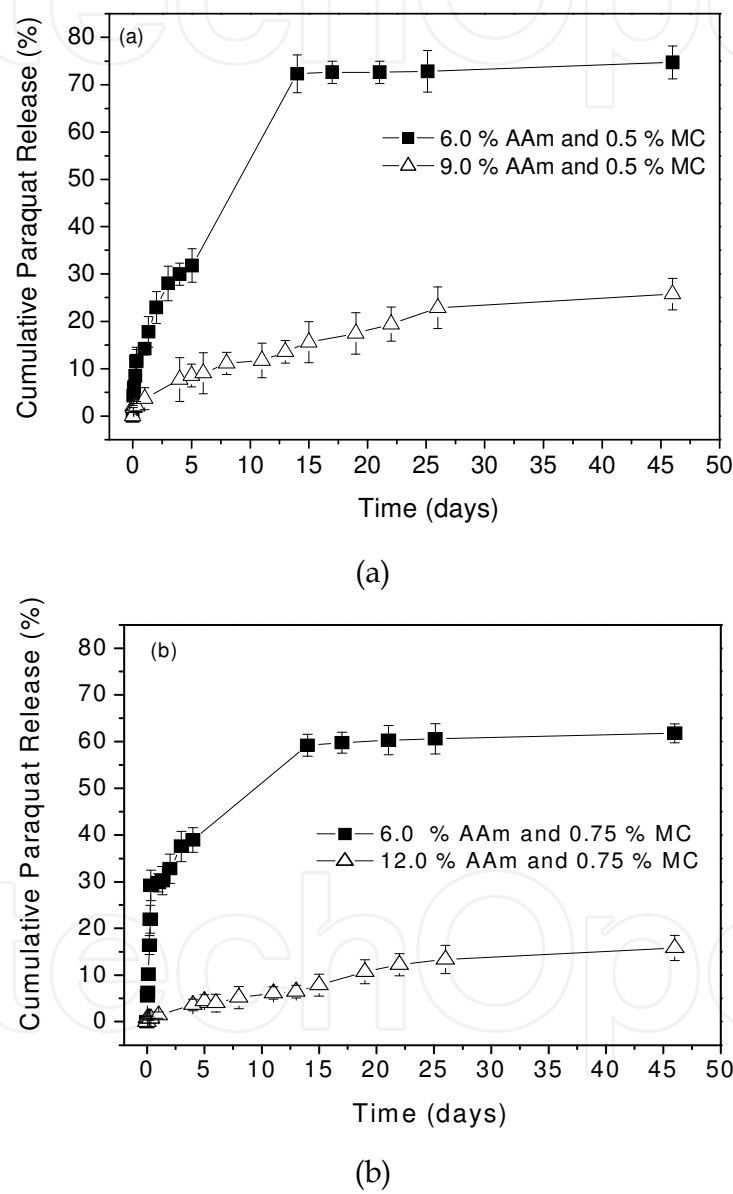 (a)
80
70
60
50
40
30
20
10
0
Cumulative Paraquat Release (%)
6.0 % AAm and 0.5 % MC
9.0 % AAm and 0.5 % MC
0 5 10 15 20 25 30 35 40 45 50
Time (days)
(a)
(b)
80
70
60
50
40
30
20
10
0
Cumulative Paraquat Release (%)
6.0 % AAm and 0.75 % MC
12.0 % AAm and 0.75 % MC
0 5 10 15 20 25 30 35 40 45 50
Time (days)
(b)